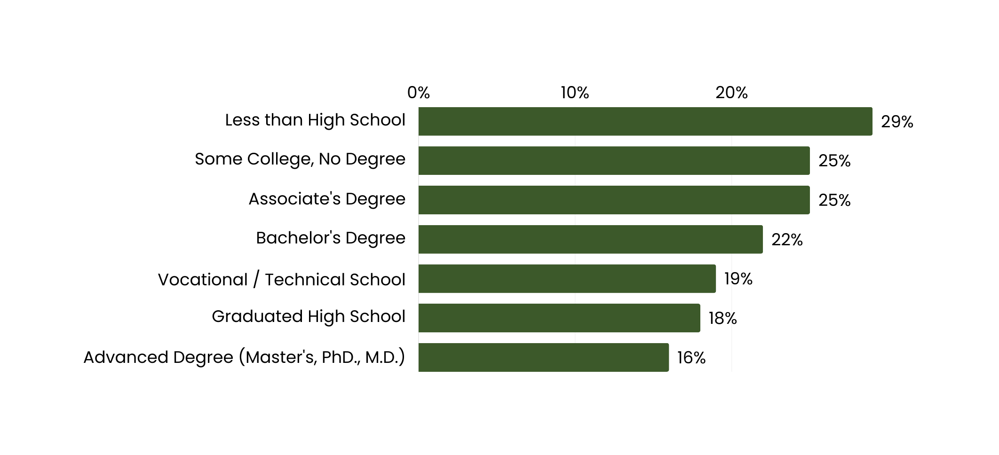 0% 10% 20%
Less than High School 29%
Some College, No Degree 25%
Associate's Degree 25%
Bachelor's Degree 22%
Vocational / Technical School 19%
Graduated High School 18%
Advanced Degree (Master's, PhD., M.D.) 16%